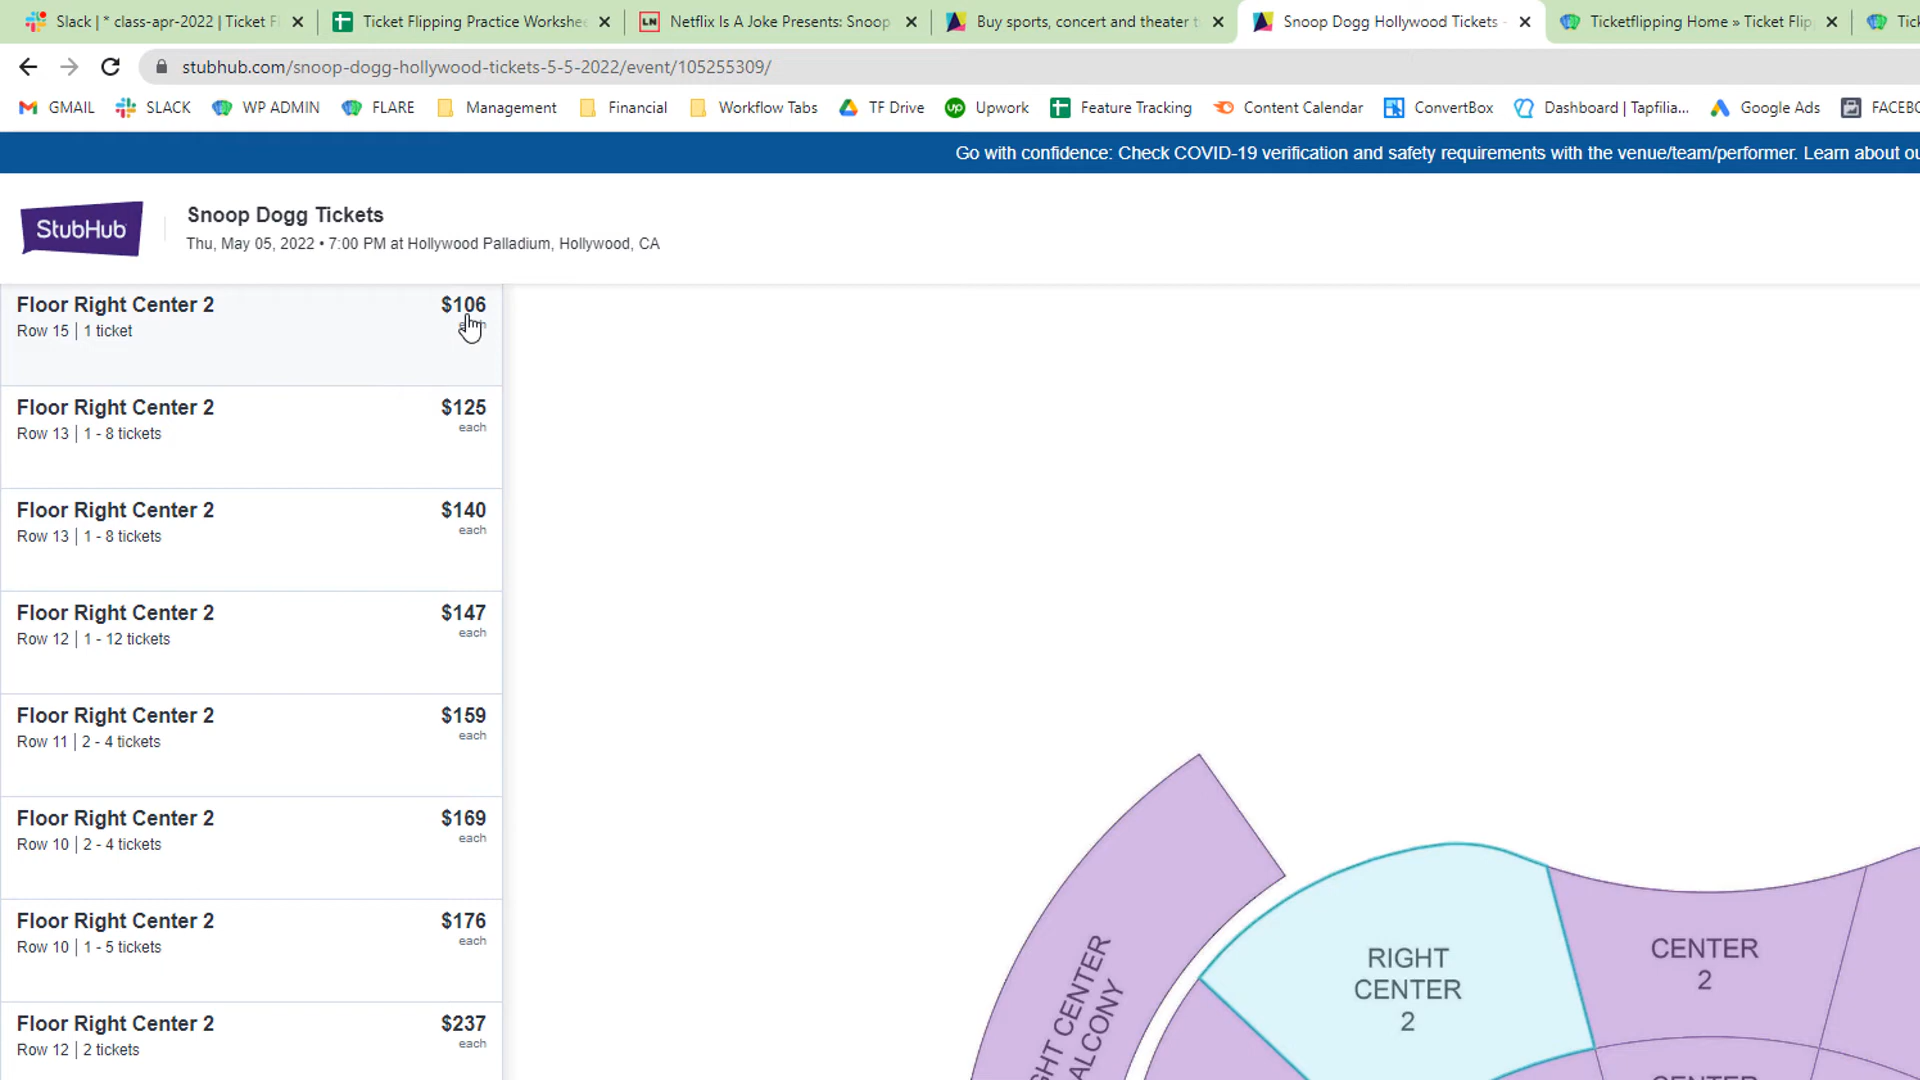 Slack | * class-apr-2022 | Ticket F
Ticket Flipping Practice Workshe
LN
Netflix Is A Joke Presents: Snoop
Buy sports, concert and theater t
Snoop Dogg Hollywood Tickets -
Ticketflipping Home » Ticket Flip
Tic
stubhub.com/snoop-dogg-hollywood-tickets-5-5-2022/event/105255309/
GMAIL
SLACK
WP ADMIN
FLARE
Management
Financial
Workflow Tabs
TF Drive
up
Upwork
Feature Tracking
Content Calendar
ConvertBox
Dashboard | Tapfilia...
Google Ads
FACEBO
Go with confidence: Check COVID-19 verification and safety requirements with the venue/team/performer. Learn about ou
StubHub
Snoop Dogg Tickets
Thu, May 05, 2022 • 7:00 PM at Hollywood Palladium, Hollywood, CA
Floor Right Center 2
$106
Row 15 | 1 ticket
each
Floor Right Center 2
$125
Row 13 | 1 - 8 tickets
each
Floor Right Center 2
$140
Row 13 | 1 - 8 tickets
each
Floor Right Center 2
$147
Row 12 | 1 - 12 tickets
each
Floor Right Center 2
$159
Row 11 | 2 - 4 tickets
each
Floor Right Center 2
$169
Row 10 | 2 - 4 tickets
each
Floor Right Center 2
$176
Row 10 | 1 - 5 tickets
each
Floor Right Center 2
$237
Row 12 | 2 tickets
each
GHT CENTER
ALCONY
RIGHT
CENTER
2
CENTER
2
CENTER